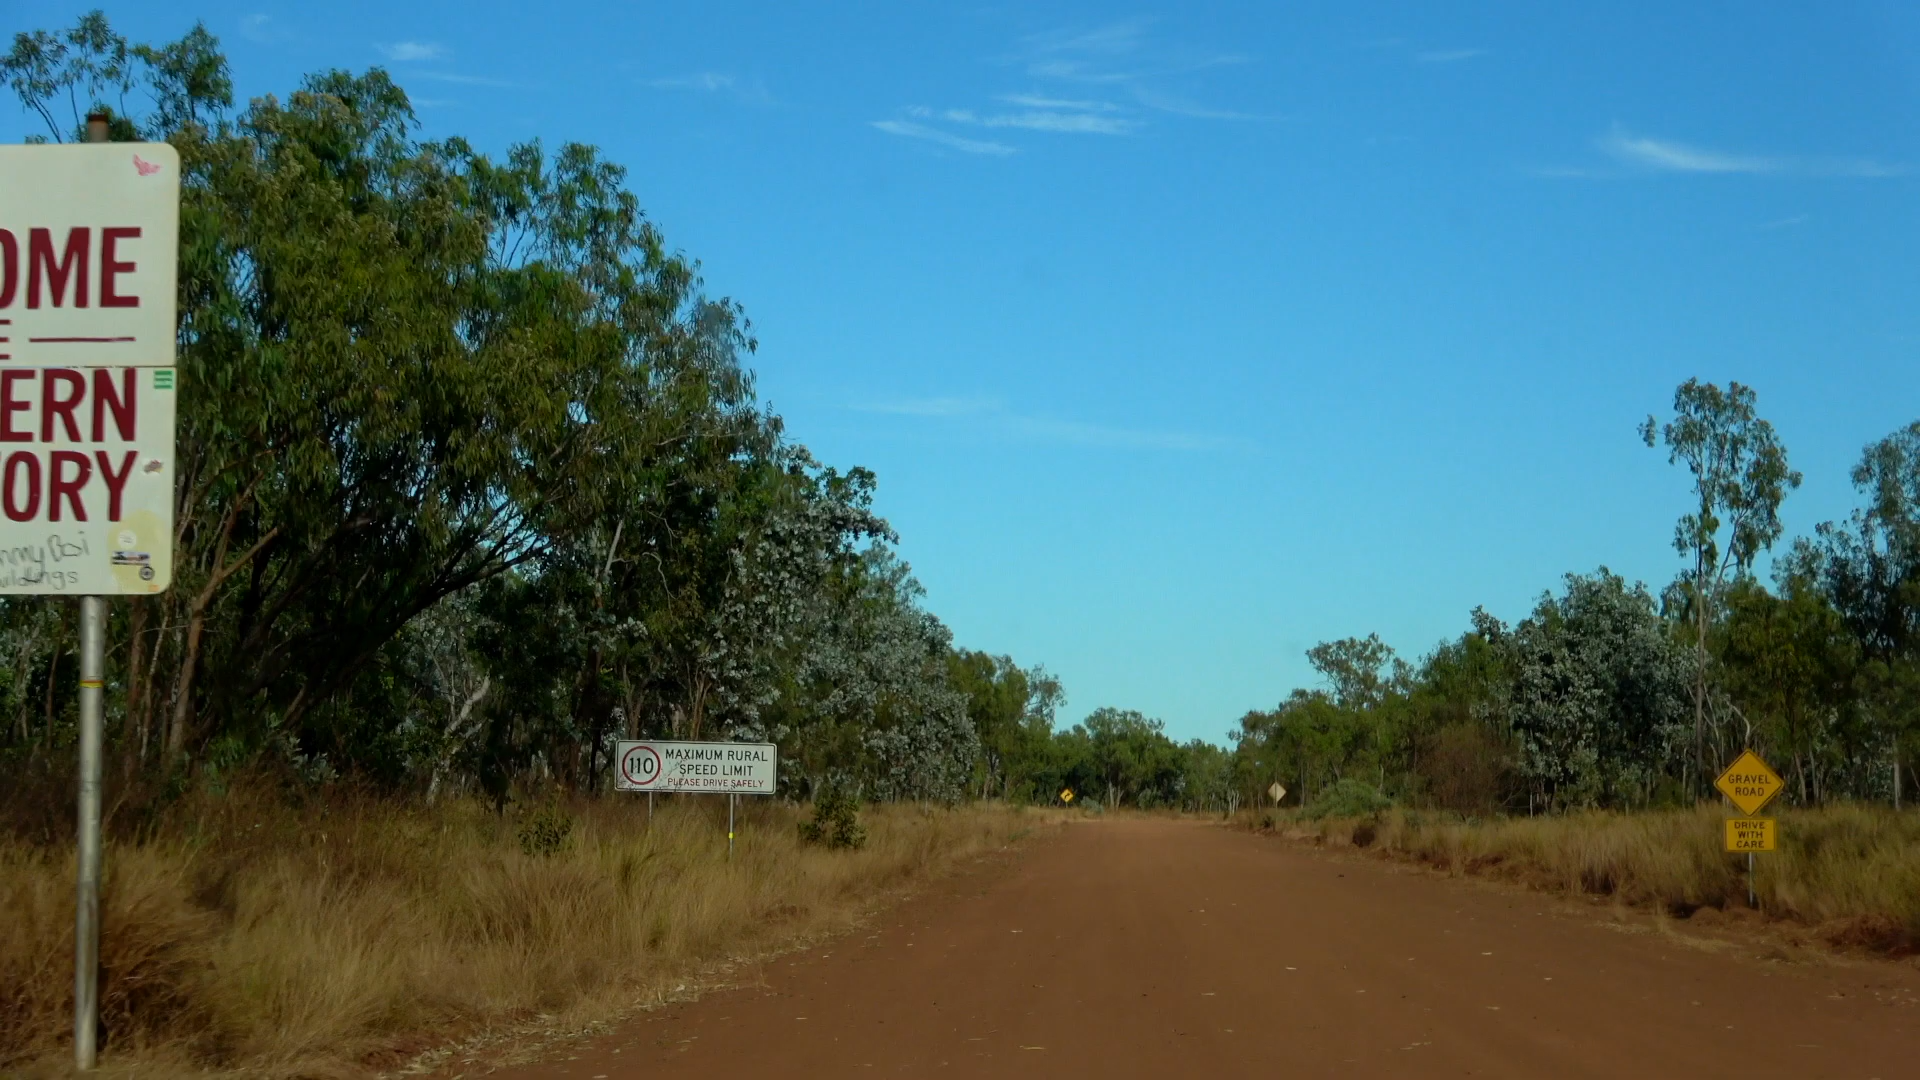 OME
E
ERN
ORY
110
MAXIMUM RURAL
SPEED LIMIT
PLEASE DRIVE SAFELY
GRAVEL
ROAD
DRIVE
WITH
CARE